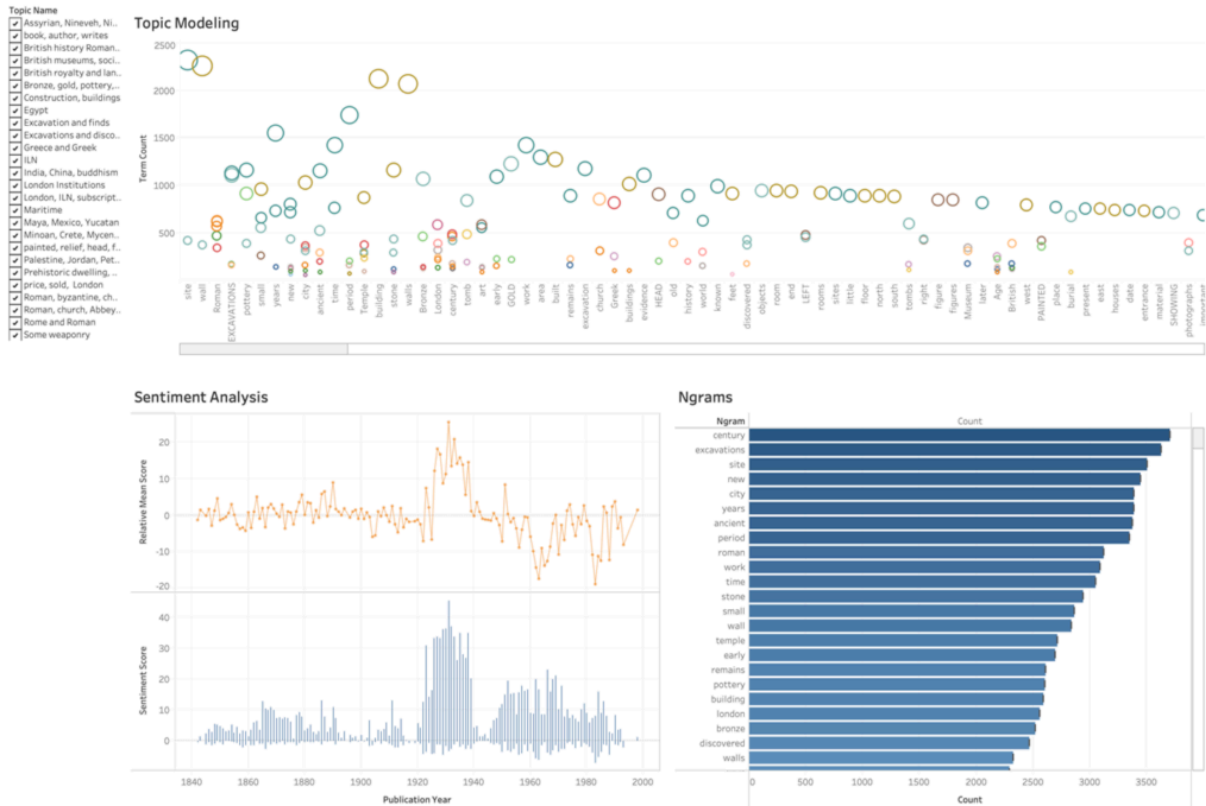 Topic Name
Assyrian, Nineveh, Ni..
book, author, writes
British history Roman..
British museums, soci..
British royalty and lan..
Bronze, gold, pottery,..
Construction, buildings
Egypt
Excavation and finds
Excavations and disco..
Greece and Greek
ILN
India, China, buddhism
London Institutions
London, ILN, subscript..
Maritime
Maya, Mexico, Yucatan
Minoan, Crete, Mycen..
painted, relief, head, f..
Palestine, Jordan, Pet..
Prehistoric dwelling, ..
price, sold, London
Roman, byzantine, ch..
Roman, church, Abbey..
Rome and Roman
Some weaponry
Topic Modeling
Term Count
2500
2000
1500
1000
500
site
wall
Roman
EXCAVATIONS
pottery
small
years
new
city
ancient
time
period
Temple
building
stone
walls
Bronze
London
century
tomb
art
early
GOLD
work
area
built
remains
excavation
church
Greek
buildings
evidence
HEAD
old
history
world
known
feet
discovered
objects
room
end
LEFT
rooms
sites
little
floor
north
south
tombs
right
figure
figures
Museum
later
Age
British
west
PAINTED
place
burial
present
east
houses
date
entrance
material
SHOWING
photographs
important
Sentiment Analysis
Relative Mean Score
20
10
0
-10
-20
Sentiment Score
40
30
20
10
0
1840 1860 1880 1900 1920 1940 1960 1980 2000
Publication Year
Ngrams
Ngram Count
century
excavations
site
new
city
years
ancient
period
roman
work
time
stone
small
wall
temple
early
remains
pottery
building
london
bronze
discovered
walls
0 500 1000 1500 2000 2500 3000 3500
Count